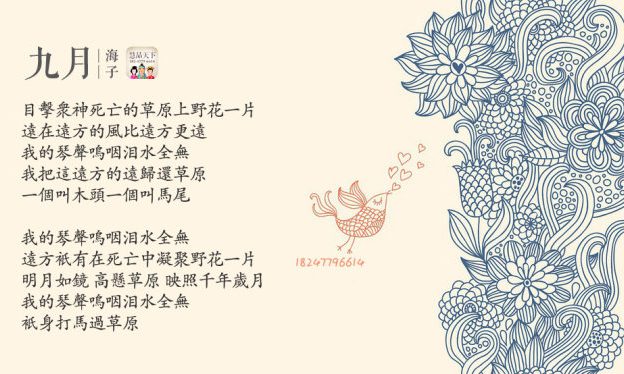 九月
海子
慧品天下
目擊衆神死亡的草原上野花一片
遠在遠方的風比遠方更遠
我的琴聲嗚咽泪水全無
我把這遠方的遠歸還草原
一個叫木頭一個叫馬尾
我的琴聲嗚咽泪水全無
遠方衹有在死亡中凝聚野花一片
明月如鏡 高懸草原 映照千年歲月
我的琴聲嗚咽泪水全無
衹身打馬過草原
18247796614